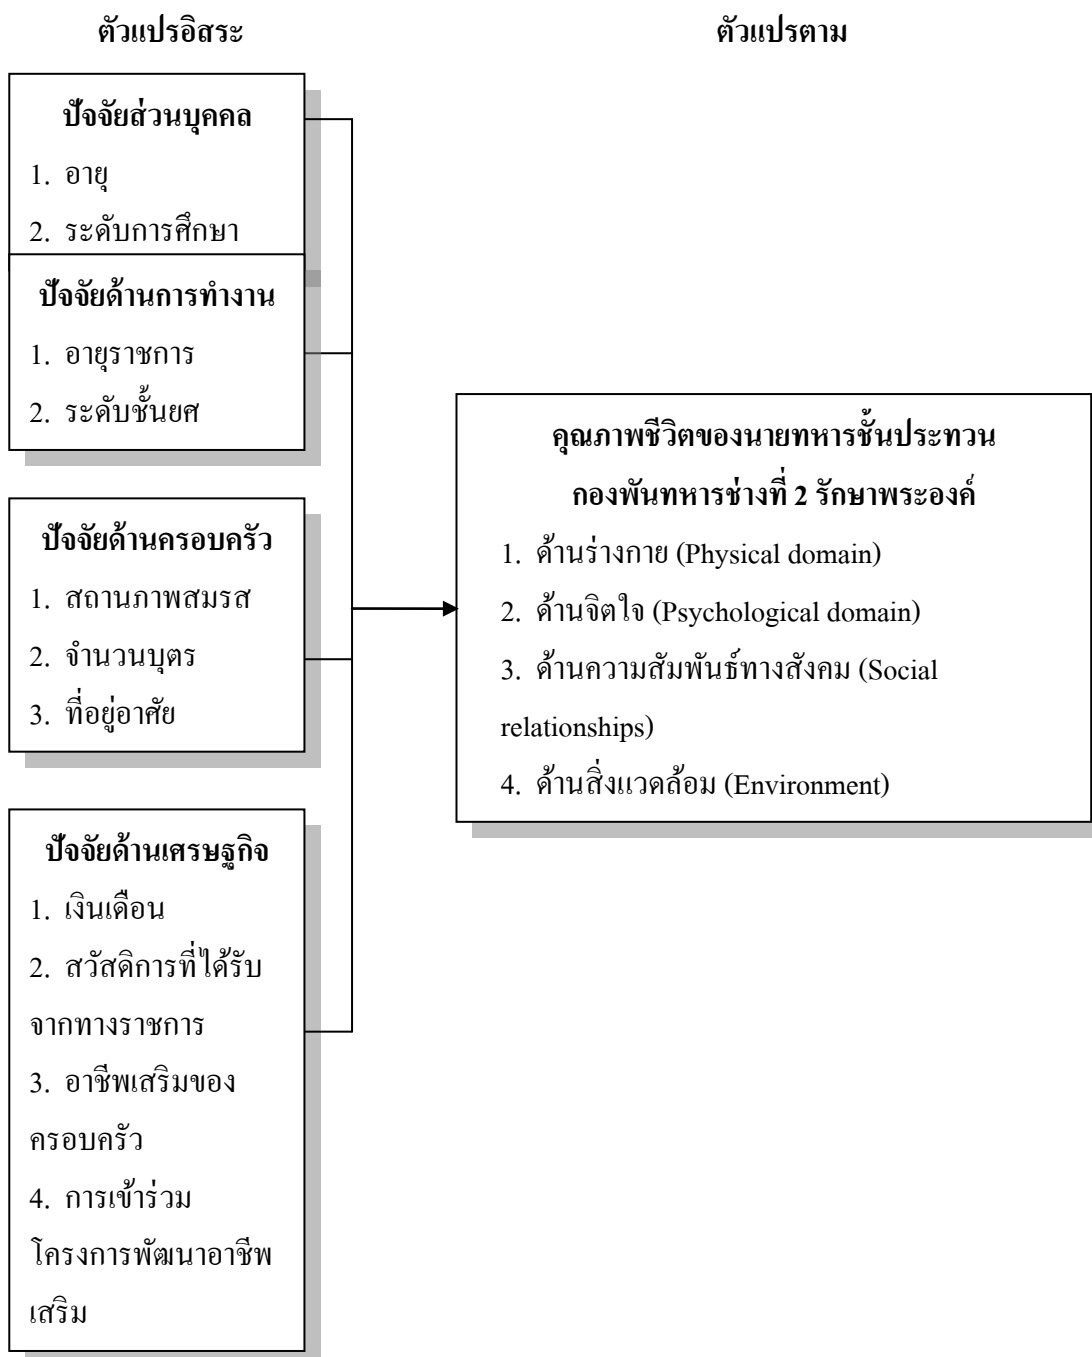 ตัวแปรอิสระ
ตัวแปรตาม
ปัจจัยส่วนบุคคล
1. อายุ
2. ระดับการศึกษา
ปัจจัยด้านการทำงาน
1. อายุราชการ
2. ระดับชั้นยศ
ปัจจัยด้านครอบครัว
1. สถานภาพสมรส
2. จำนวนบุตร
3. ที่อยู่อาศัย
ปัจจัยด้านเศรษฐกิจ
1. เงินเดือน
2. สวัสดิการที่ได้รับ
จากทางราชการ
3. อาชีพเสริมของ
ครอบครัว
4. การเข้าร่วม
โครงการพัฒนาอาชีพ
เสริม
คุณภาพชีวิตของนายทหารชั้นประทวน
กองพันทหารช่างที่ 2 รักษาพระองค์
1. ด้านร่างกาย (Physical domain)
2. ด้านจิตใจ (Psychological domain)
3. ด้านความสัมพันธ์ทางสังคม (Social
relationships)
4. ด้านสิ่งแวดล้อม (Environment)